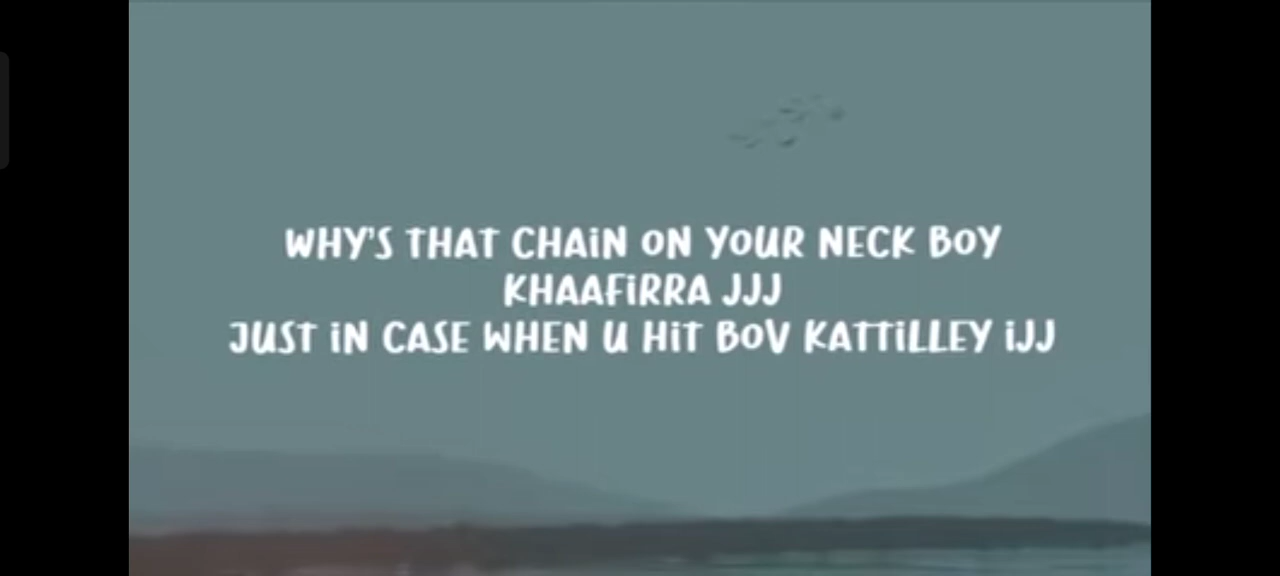 WHY'S THAT CHAiN ON YOUR NECK BOY
KHAAFiRRA JJJ
JUST iN CASE WHEN U HiT BOV KATTiLLEY iJJ